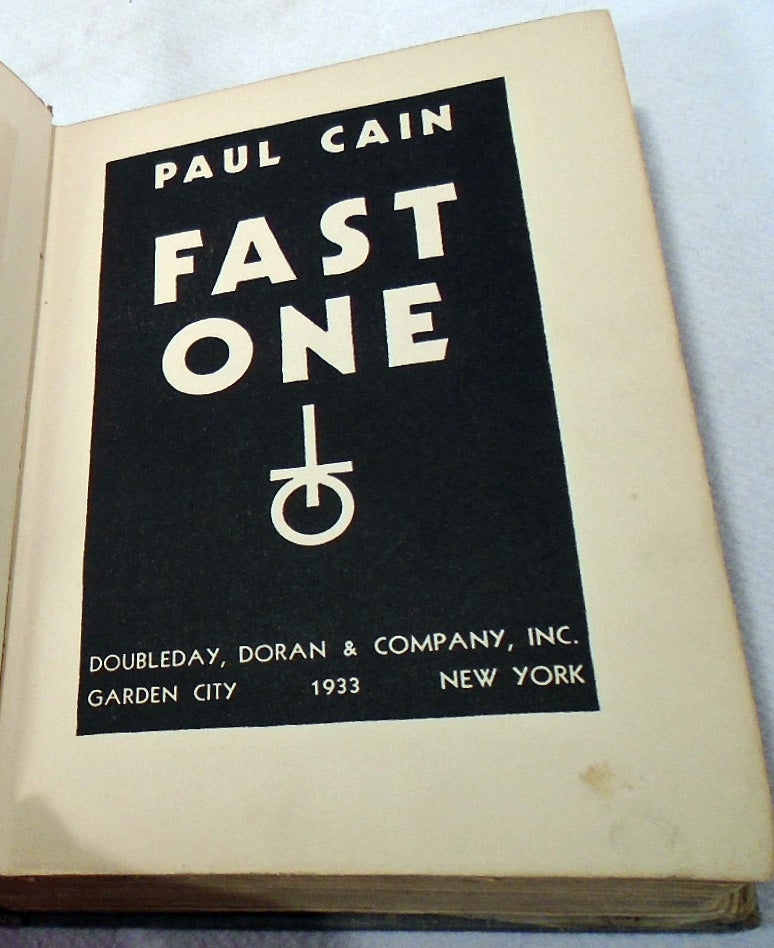 PAUL CAIN
FAST
ONE
DOUBLEDAY, DORAN & COMPANY, INC.
GARDEN CITY 1933 NEW YORK